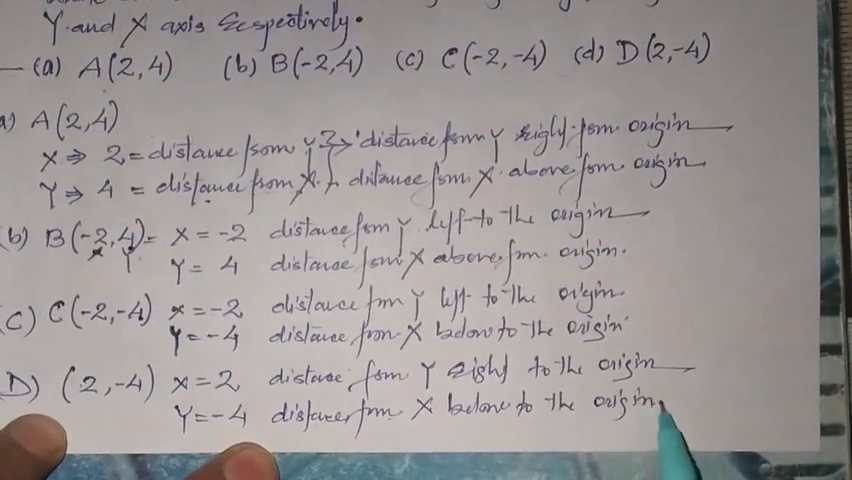 Y and X axis Respectively.
(a) A(2,4) (b) B(-2,4) (c) C(-2,-4) (d) D(2,-4)
a) A(2,4)
X ⇒ 2 = distance from Y } → distance from Y right from origin
Y ⇒ 4 = distance from X. } distance from X above from origin
(b) B(-2,4) = X = -2 distance from Y left to the origin
X Y Y = 4 distance from X above from origin.
(C) C(-2,-4) x = -2 distance from Y left to the origin
Y = -4 distance from X below to the origin
D) (2,-4) x = 2 distance from Y right to the origin
Y = -4 distance from X below to the origin.